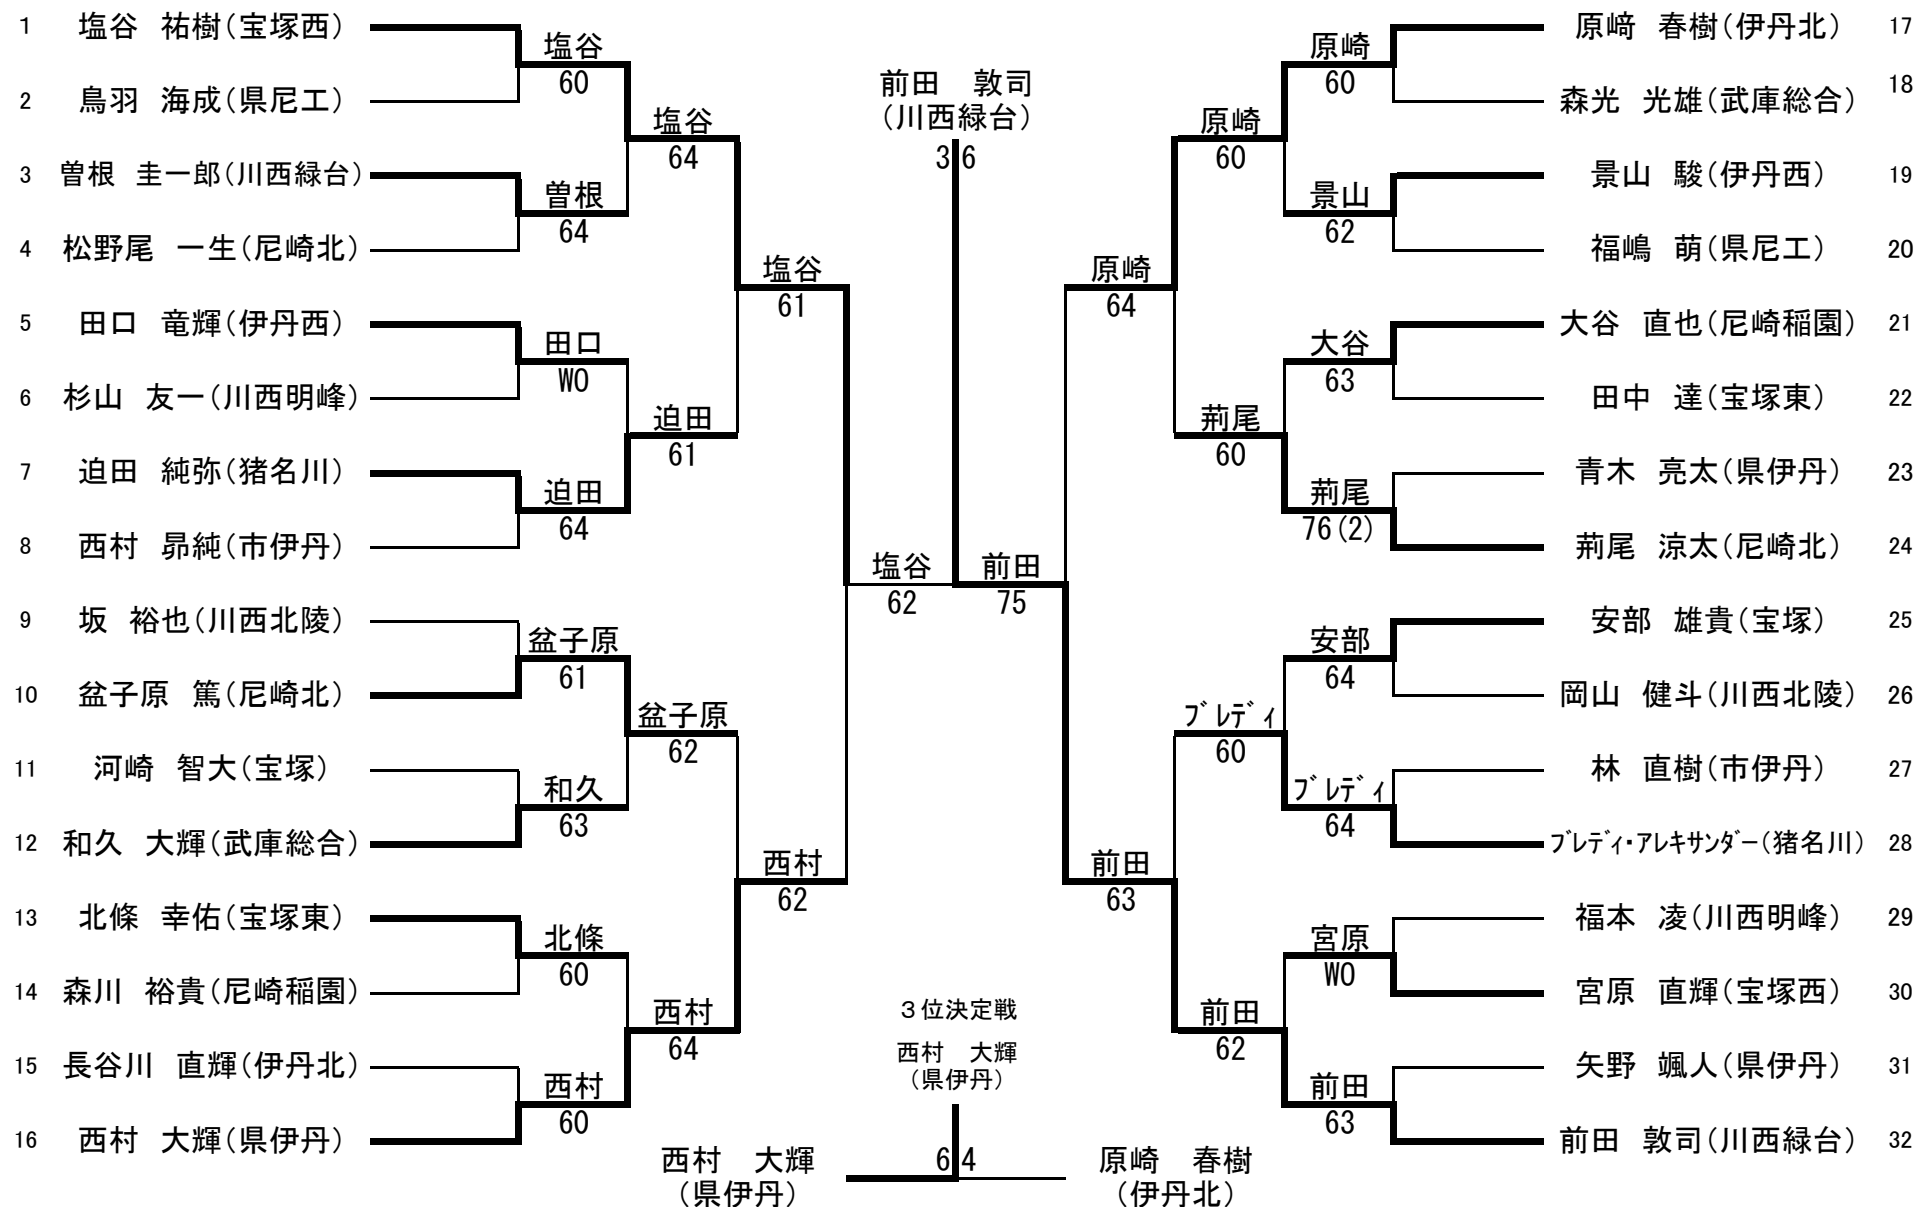 1 塩谷 祐樹(宝塚西)
2 鳥羽 海成(県尼工)
3 曽根 圭一郎(川西緑台)
4 松野尾 一生(尼崎北)
5 田口 竜輝(伊丹西)
6 杉山 友一(川西明峰)
7 迫田 純弥(猪名川)
8 西村 昴純(市伊丹)
9 坂 裕也(川西北陵)
10 盆子原 篤(尼崎北)
11 河崎 智大(宝塚)
12 和久 大輝(武庫総合)
13 北條 幸佑(宝塚東)
14 森川 裕貴(尼崎稲園)
15 長谷川 直輝(伊丹北)
16 西村 大輝(県伊丹)
塩谷
60
曽根
64
田口
WO
迫田
64
盆子原
61
和久
63
北條
60
西村
60
塩谷
64
迫田
61
盆子原
62
西村
64
塩谷
61
西村
62
塩谷
62
前田 敦司
(川西緑台)
3 6
前田
75
原崎
64
前田
63
原崎
60
荊尾
60
ブレディ
60
前田
62
原崎
60
景山
62
大谷
63
荊尾
76(2)
安部
64
ブレディ
64
宮原
WO
前田
63
原﨑 春樹(伊丹北) 17
森光 光雄(武庫総合) 18
景山 駿(伊丹西) 19
福嶋 萌(県尼工) 20
大谷 直也(尼崎稲園) 21
田中 達(宝塚東) 22
青木 亮太(県伊丹) 23
荊尾 涼太(尼崎北) 24
安部 雄貴(宝塚) 25
岡山 健斗(川西北陵) 26
林 直樹(市伊丹) 27
ブレディ・アレキサンダー(猪名川) 28
福本 凌(川西明峰) 29
宮原 直輝(宝塚西) 30
矢野 颯人(県伊丹) 31
前田 敦司(川西緑台) 32
３位決定戦
西村 大輝
(県伊丹)
6 4
西村 大輝
(県伊丹)
原崎 春樹
(伊丹北)